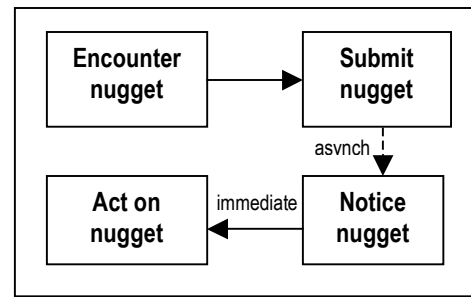 Encounter
nugget
Submit
nugget
asvnch
Act on
nugget
immediate
Notice
nugget